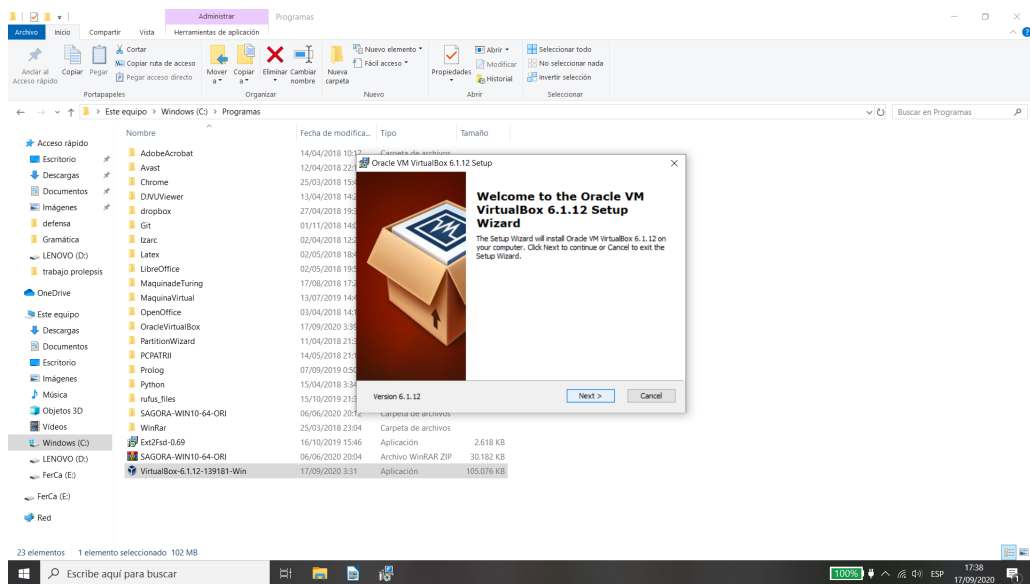 Administrar
Programas
Archivo Inicio Compartir Vista Herramientas de aplicación
Anclar al Acceso rápido
Copiar
Pegar
Cortar
Copiar ruta de acceso
Pegar acceso directo
Mover a
Copiar a
Eliminar
Cambiar nombre
Nueva carpeta
Nuevo elemento
Fácil acceso
Propiedades
Abrir
Modificar
Historial
Seleccionar todo
No seleccionar nada
Invertir selección
Portapapeles Organizar Nuevo Abrir Seleccionar
Este equipo > Windows (C:) > Programas
Buscar en Programas
Acceso rápido
Escritorio
Descargas
Documentos
Imágenes
defensa
Gramática
LENOVO (D:)
trabajo prolepsis
OneDrive
Este equipo
Descargas
Documentos
Escritorio
Imágenes
Música
Objetos 3D
Vídeos
Windows (C:)
LENOVO (D:)
FerCa (E:)
FerCa (E:)
Red
Nombre Fecha de modifica... Tipo Tamaño
AdobeAcrobat 14/04/2018 10:17 Carpeta de archivos
Avast 12/04/2018
Chrome 25/03/2018
DJVUViewer 13/04/2018
dropbox 27/04/2018
Git 01/11/2018
Izarc 02/04/2018
Latex 02/05/2018
LibreOffice 02/05/2018
MaquinadeTuring 17/08/2018
MaquinaVirtual 13/07/2019
OpenOffice 03/04/2018
OracleVirtualBox 17/09/2020
PartitionWizard 11/04/2018
PCPATRII 14/05/2018
Prolog 07/09/2019
Python 15/04/2018
rufus_files 15/10/2019
SAGORA-WIN10-64-ORI 06/06/2020 20:12 Carpeta de archivos
WinRar 25/03/2018 23:04 Carpeta de archivos
Ext2Fsd-0.69 16/10/2019 15:46 Aplicación 2.618 KB
SAGORA-WIN10-64-ORI 06/06/2020 20:04 Archivo WinRAR ZIP 30.182 KB
VirtualBox-6.1.12-139181-Win 17/09/2020 3:31 Aplicación 105.076 KB
Oracle VM VirtualBox 6.1.12 Setup
Welcome to the Oracle VM
VirtualBox 6.1.12 Setup
Wizard
The Setup Wizard will install Oracle VM VirtualBox 6.1.12 on
your computer. Click Next to continue or Cancel to exit the
Setup Wizard.
Version 6.1.12
Next >
Cancel
23 elementos 1 elemento seleccionado 102 MB
Escribe aquí para buscar
100%
ESP
17:38
17/09/2020